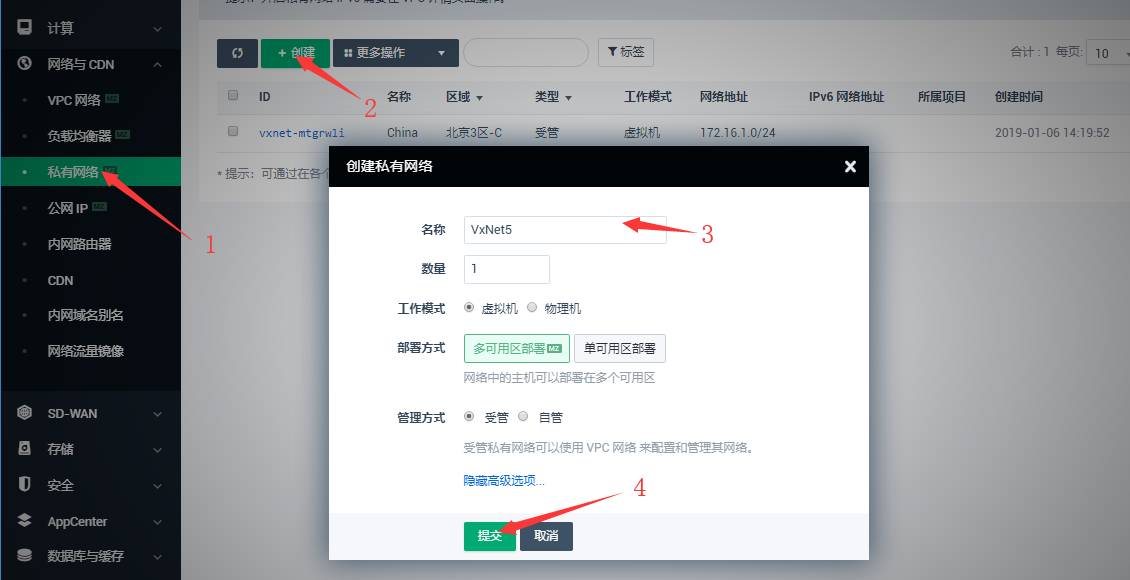 计算
网络与 CDN
VPC 网络 MZ
负载均衡器 MZ
私有网络 MZ
公网 IP MZ
内网路由器
CDN
内网域名别名
网络流量镜像
SD-WAN
存储
安全
AppCenter
数据库与缓存
+ 创建
更多操作
标签
合计 : 1 每页: 10
ID 名称 区域 类型 工作模式 网络地址 IPv6 网络地址 所属项目 创建时间
vxnet-mtgrwli China 北京3区-C 受管 虚拟机 172.16.1.0/24 2019-01-06 14:19:52
* 提示: 可通过在各个
创建私有网络
名称 VxNet5
数量 1
工作模式 虚拟机 物理机
部署方式 多可用区部署 MZ 单可用区部署
网络中的主机可以部署在多个可用区
管理方式 受管 自管
受管私有网络可以使用 VPC 网络 来配置和管理其网络。
隐藏高级选项...
提交 取消
1
2
3
4